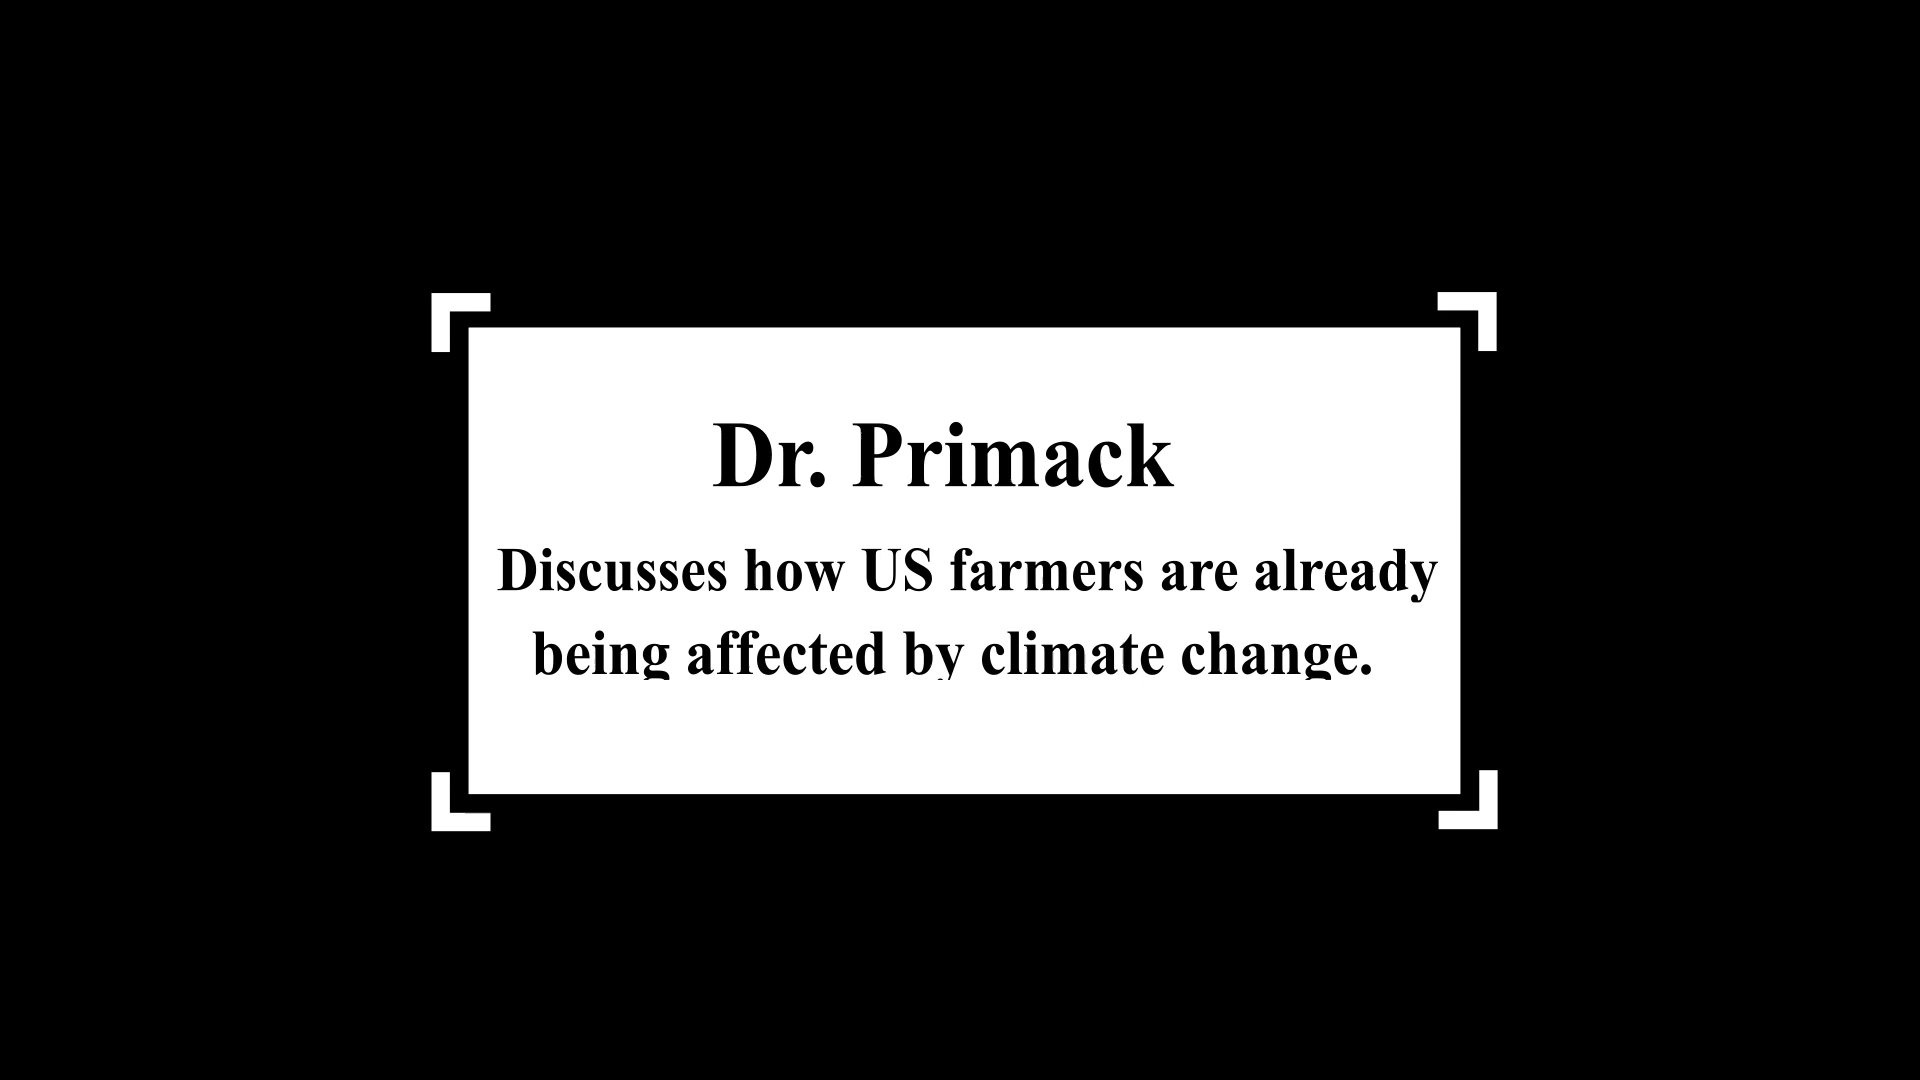 Dr. Primack
Discusses how US farmers are already
being affected by climate change.